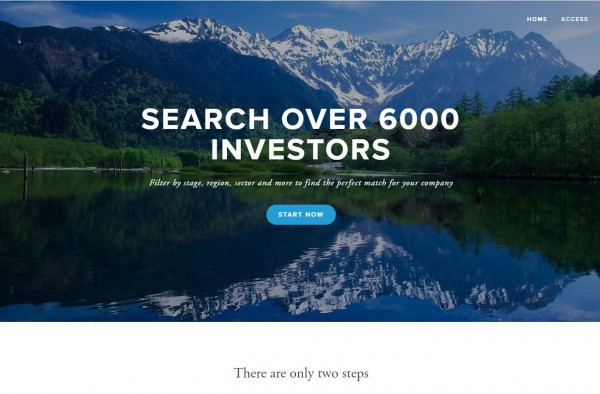 HOME ACCESS
SEARCH OVER 6000
INVESTORS
Filter by stage, region, sector and more to find the perfect match for your company
START NOW
There are only two steps